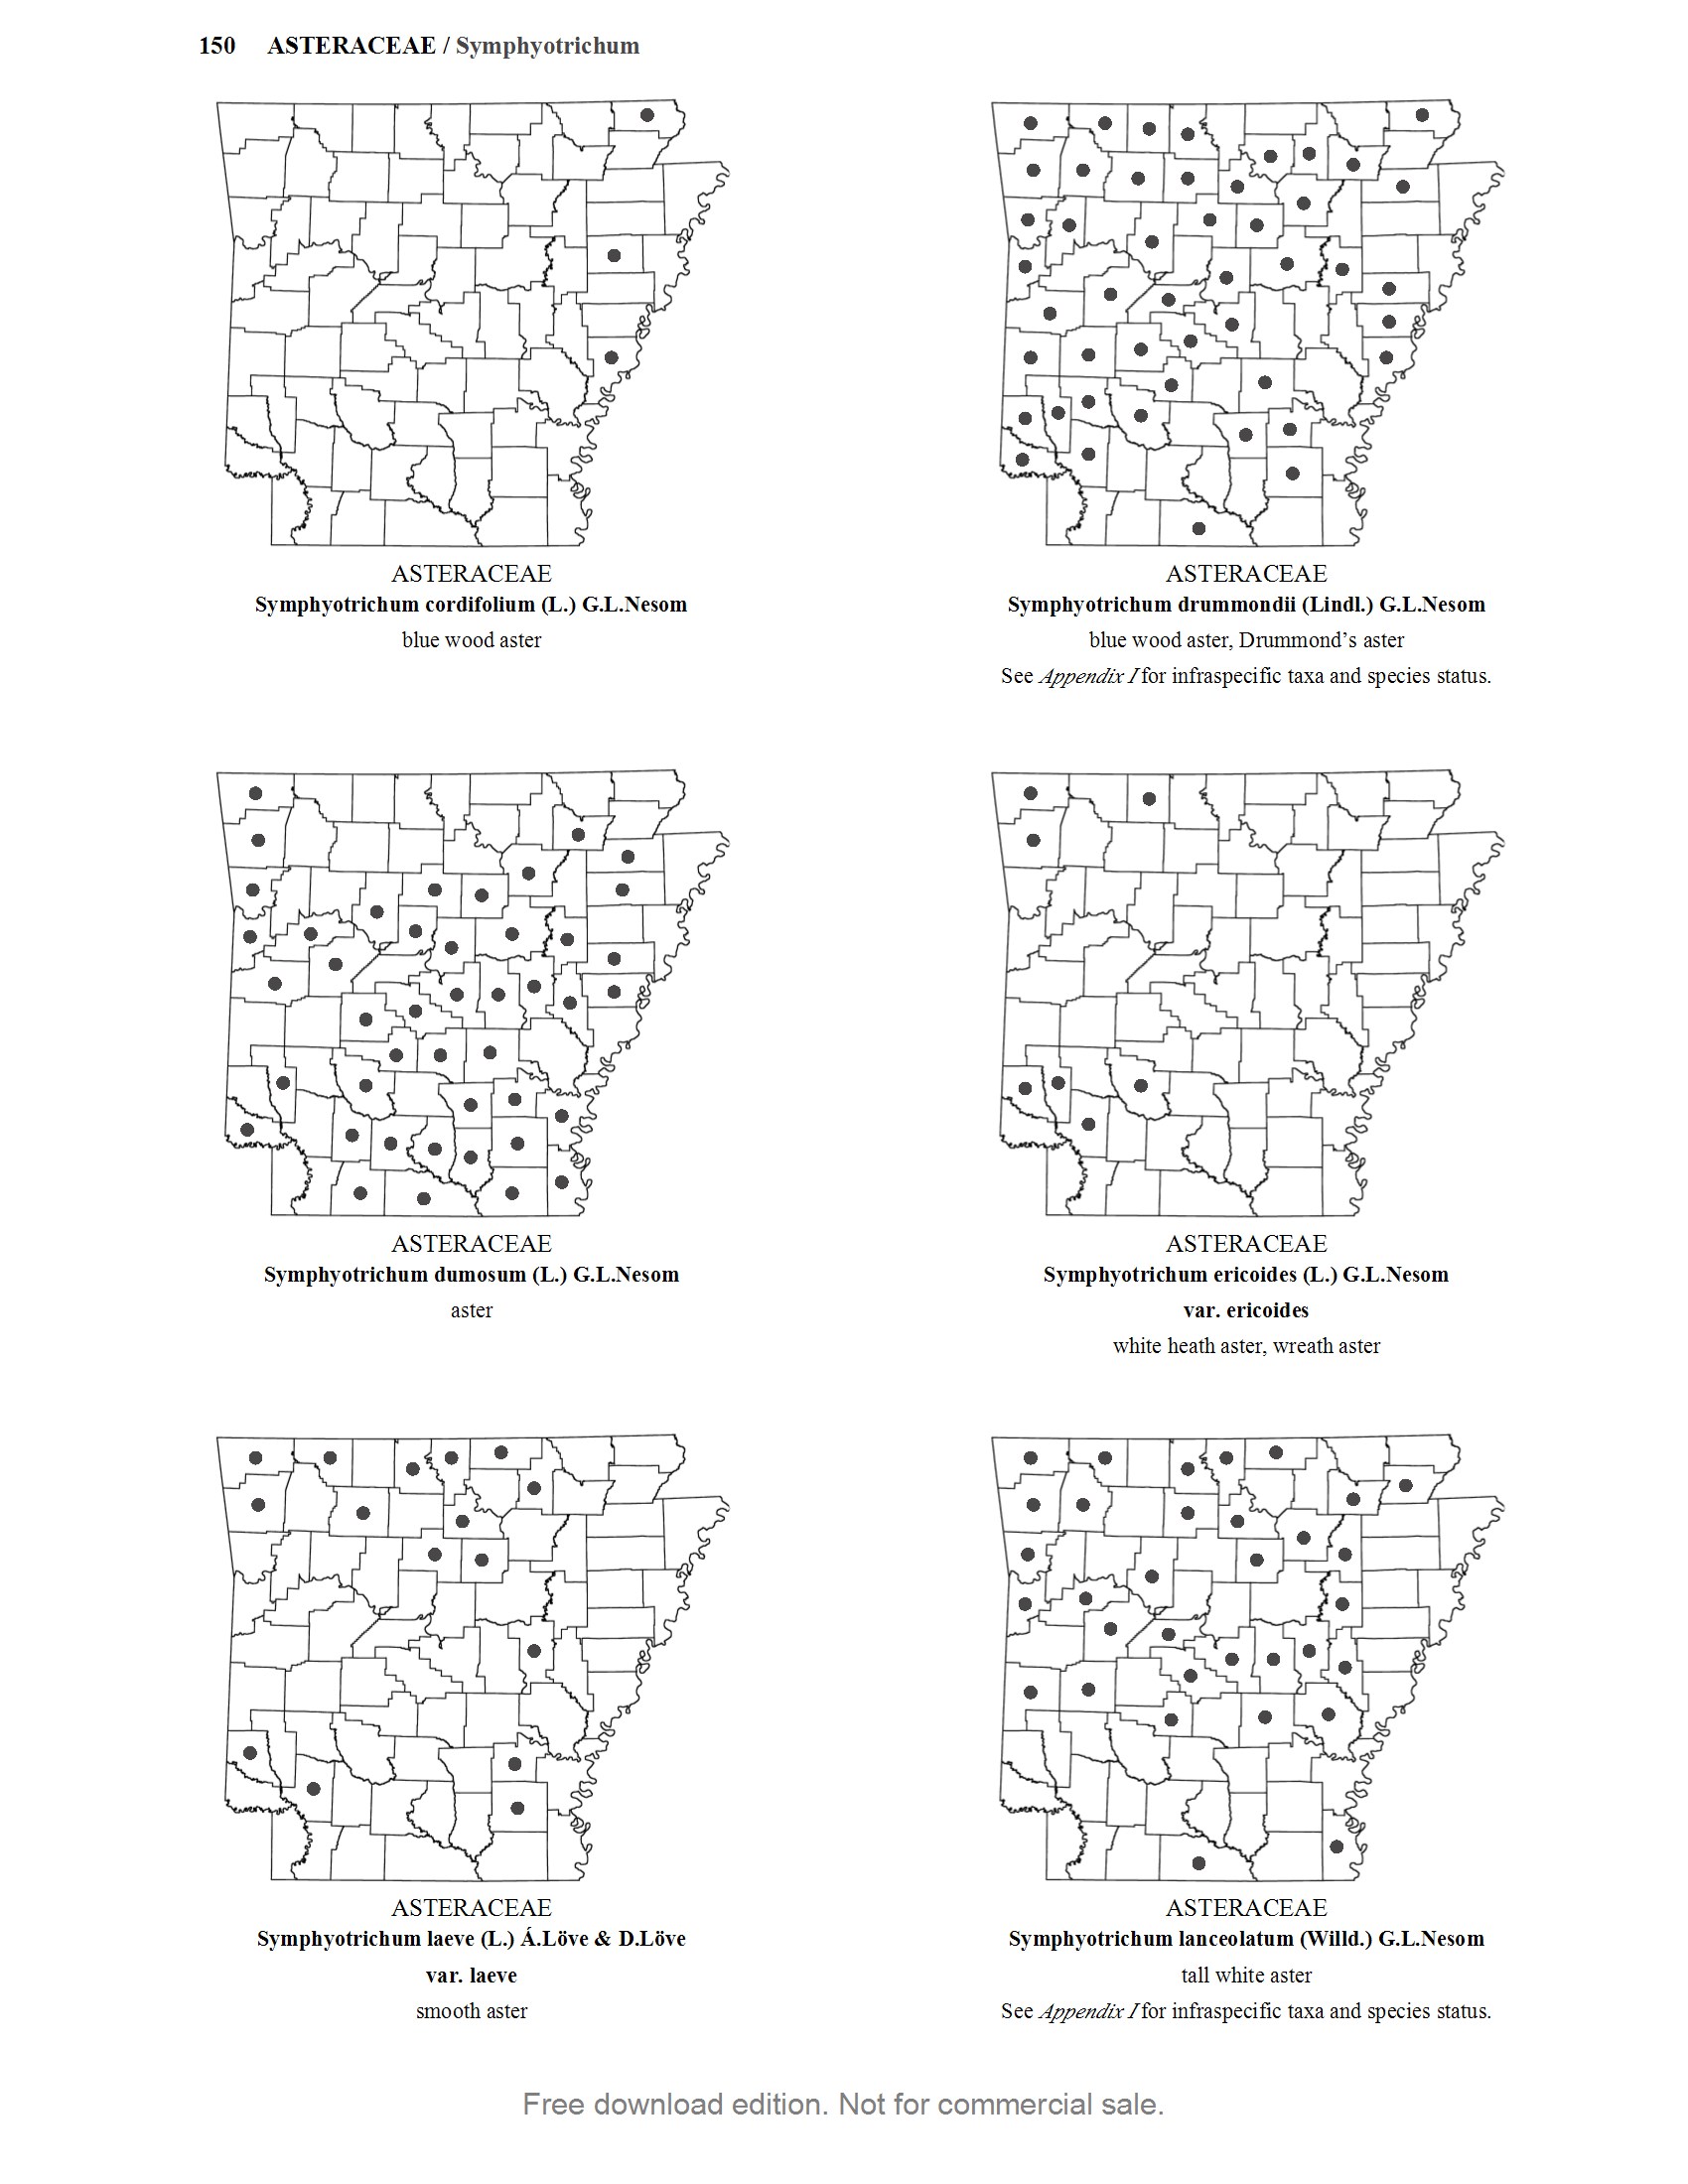 150 ASTERACEAE / Symphyotrichum
ASTERACEAE
Symphyotrichum cordifolium (L.) G.L.Nesom
blue wood aster
ASTERACEAE
Symphyotrichum drummondii (Lindl.) G.L.Nesom
blue wood aster, Drummond’s aster
See Appendix I for infraspecific taxa and species status.
ASTERACEAE
Symphyotrichum dumosum (L.) G.L.Nesom
aster
ASTERACEAE
Symphyotrichum ericoides (L.) G.L.Nesom
var. ericoides
white heath aster, wreath aster
ASTERACEAE
Symphyotrichum laeve (L.) Á.Löve & D.Löve
var. laeve
smooth aster
ASTERACEAE
Symphyotrichum lanceolatum (Willd.) G.L.Nesom
tall white aster
See Appendix I for infraspecific taxa and species status.
Free download edition. Not for commercial sale.